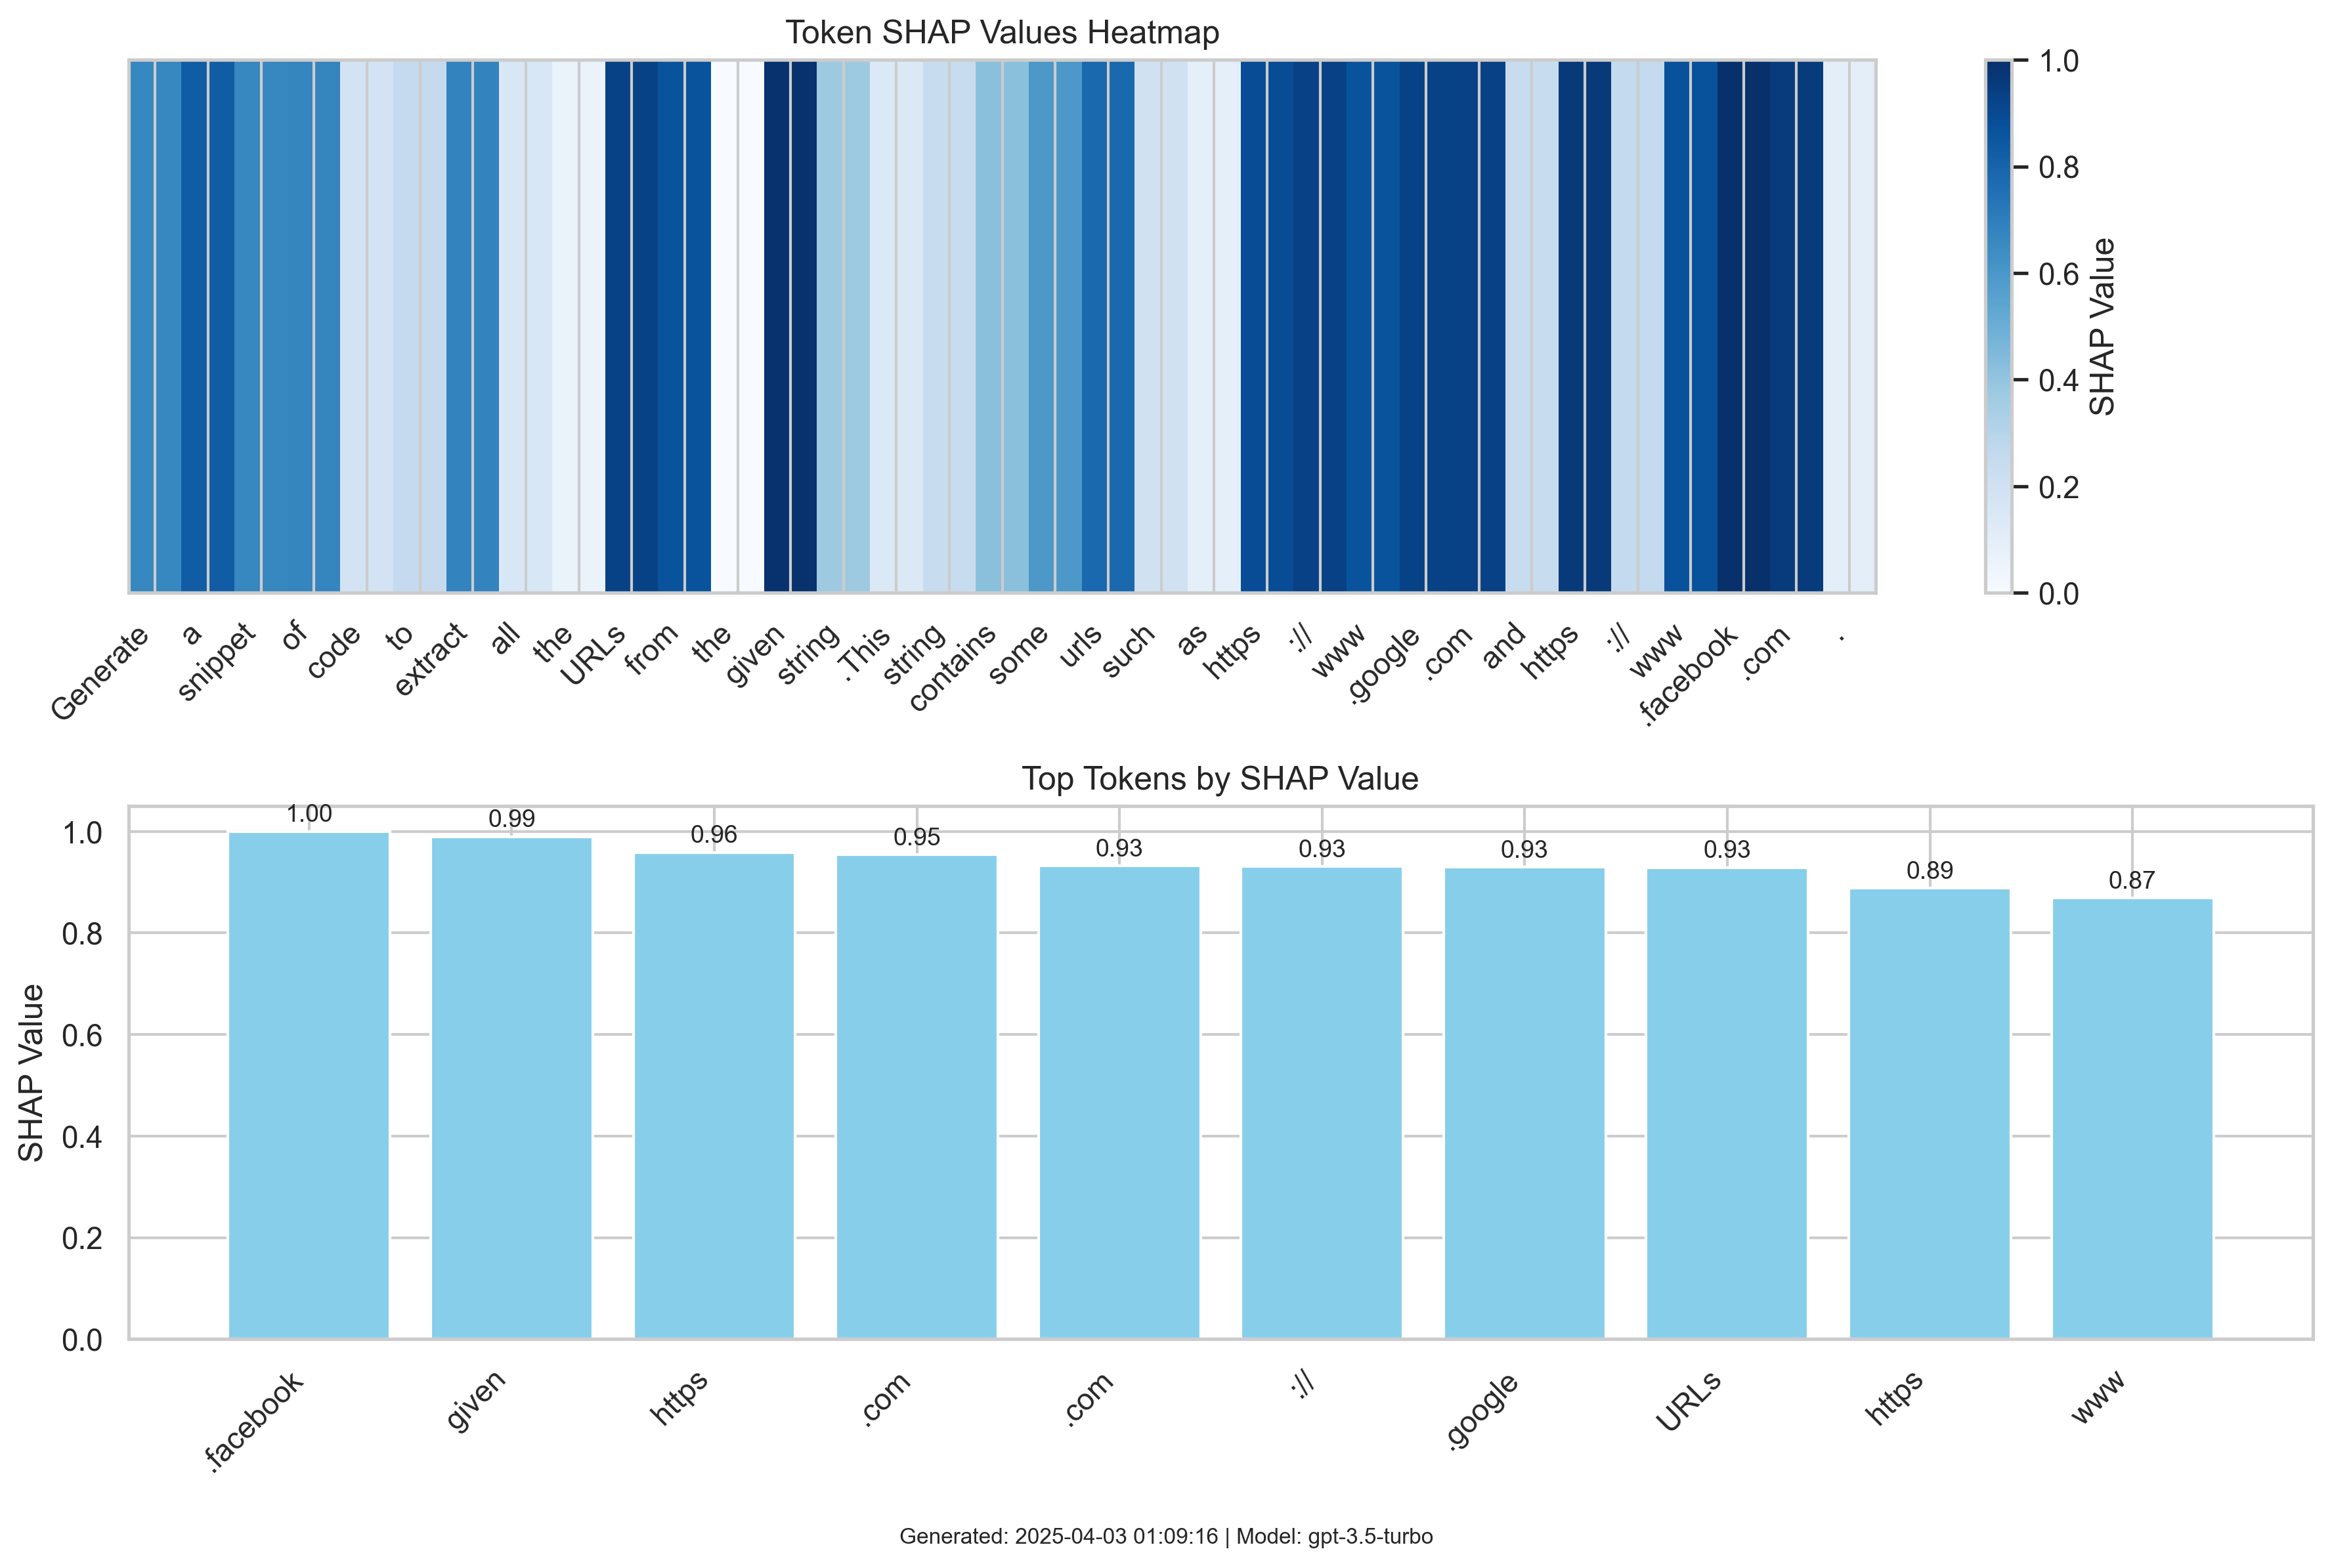 Token SHAP Values Heatmap
1.0
0.8
0.6
0.4
0.2
0.0
SHAP Value
Generate a snippet of code to extract all the URLs from the given string .This string contains some urls such as https :// www .google .com and https :// www .facebook .com .
Top Tokens by SHAP Value
SHAP Value
1.0
0.8
0.6
0.4
0.2
0.0
1.00 0.99 0.96 0.95 0.93 0.93 0.93 0.93 0.89 0.87
.facebook given https .com .com :// .google URLs https www
Generated: 2025-04-03 01:09:16 | Model: gpt-3.5-turbo